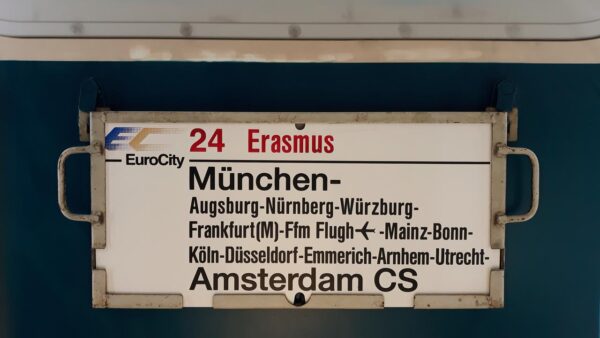 EC 24 Erasmus
EuroCity
München-
Augsburg-Nürnberg-Würzburg-
Frankfurt(M)-Ffm Flugh✈-Mainz-Bonn-
Köln-Düsseldorf-Emmerich-Arnhem-Utrecht-
Amsterdam CS